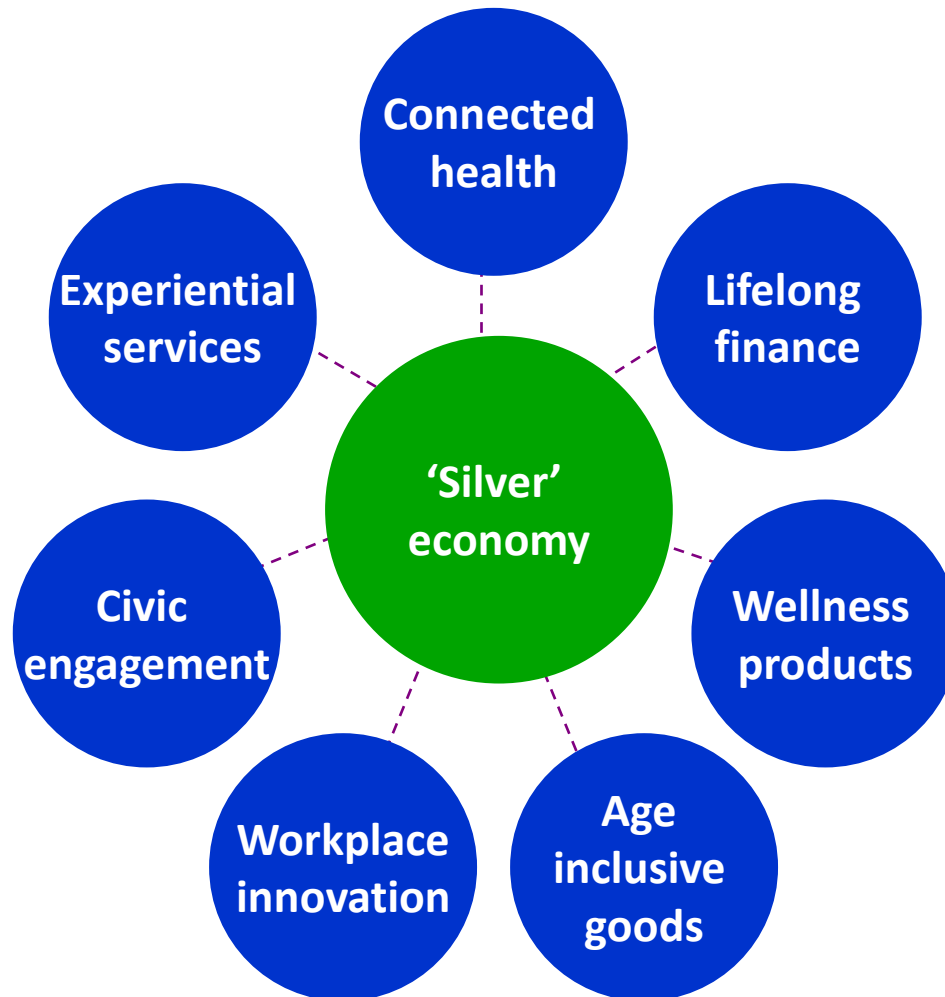 Connected
health
Experiential
services
Lifelong
finance
‘Silver’
economy
Civic
engagement
Wellness
products
Workplace
innovation
Age
inclusive
goods